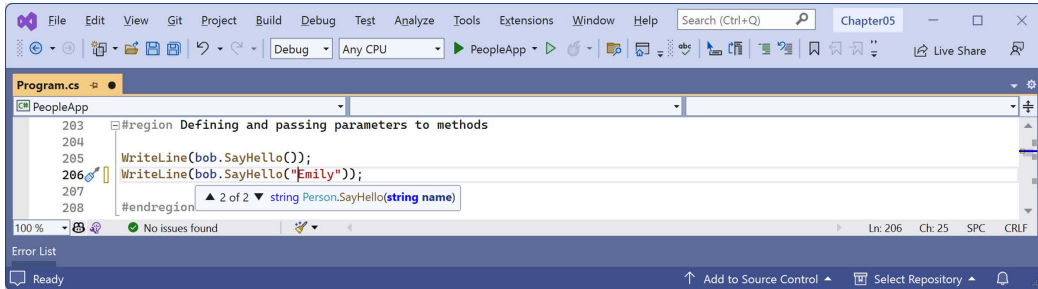 File Edit View Git Project Build Debug Test Analyze Tools Extensions Window Help Search (Ctrl+Q) Chapter05
Debug Any CPU PeopleApp abc Live Share
Program.cs
C# PeopleApp
203 #region Defining and passing parameters to methods
204
205 WriteLine(bob.SayHello());
206 WriteLine(bob.SayHello("Emily"));
207 ▲ 2 of 2 ▼ string Person.SayHello(string name)
208 #endregion
100 % No issues found Ln: 206 Ch: 25 SPC CRLF
Error List
Ready Add to Source Control Select Repository